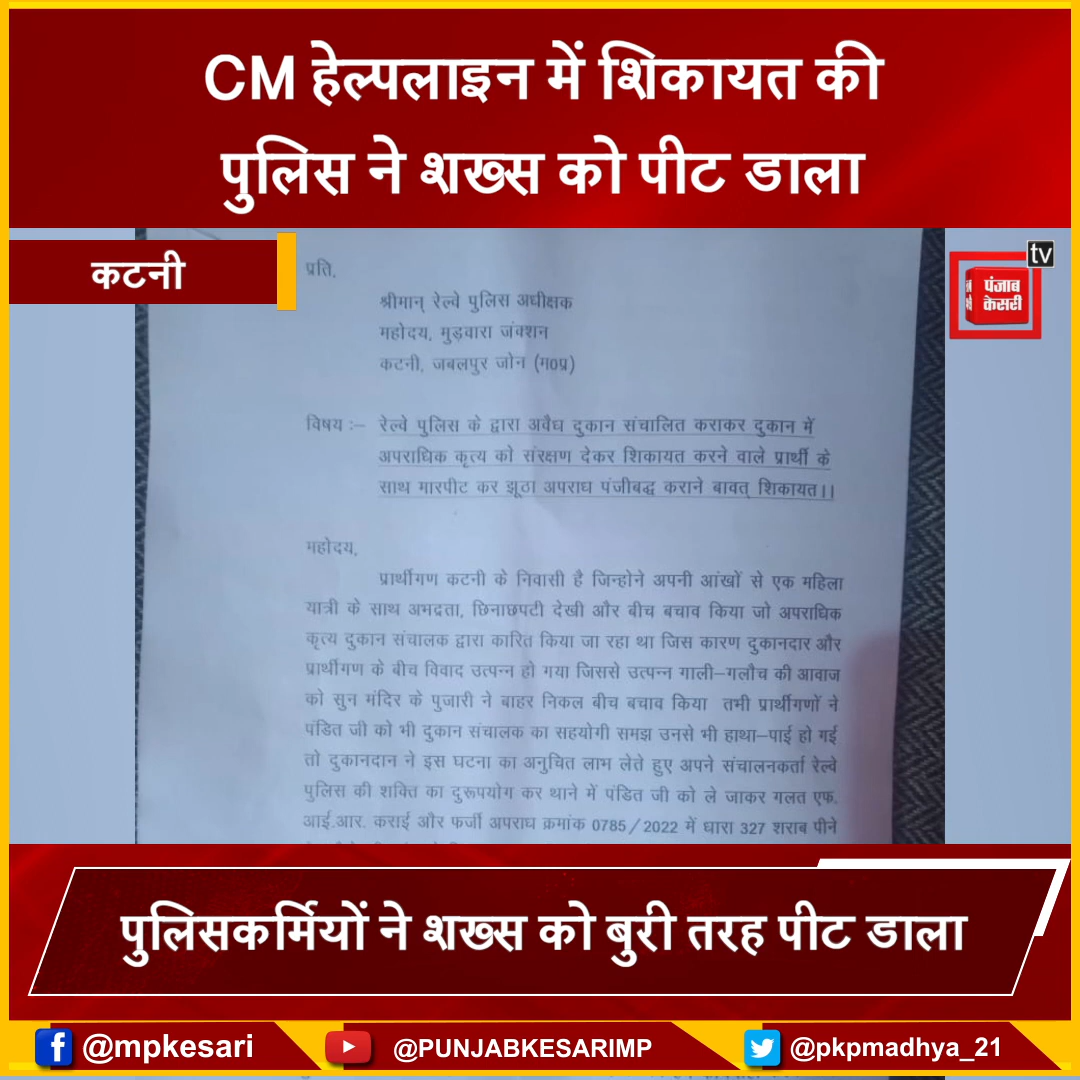 CM हेल्पलाइन में शिकायत की
पुलिस ने शख्स को पीट डाला
कटनी
tv
पंजाब
केसरी
प्रति,
श्रीमान् रेल्वे पुलिस अधीक्षक
महोदय, मुड़वारा जंक्शन
कटनी, जबलपुर जोन (म0प्र)
विषय :– रेल्वे पुलिस के द्वारा अवैध दुकान संचालित कराकर दुकान में
अपराधिक कृत्य को संरक्षण देकर शिकायत करने वाले प्रार्थी के
साथ मारपीट कर झूठा अपराध पंजीबद्ध कराने बावत् शिकायत।।
महोदय,
प्रार्थीगण कटनी के निवासी है जिन्होने अपनी आंखों से एक महिला
यात्री के साथ अभद्रता, छिनाछपटी देखी और बीच बचाव किया जो अपराधिक
कृत्य दुकान संचालक द्वारा कारित किया जा रहा था जिस कारण दुकानदार और
प्रार्थीगण के बीच विवाद उत्पन्न हो गया जिससे उत्पन्न गाली–गलौच की आवाज
को सुन मंदिर के पुजारी ने बाहर निकल बीच बचाव किया तभी प्रार्थीगणों ने
पंडित जी को भी दुकान संचालक का सहयोगी समझ उनसे भी हाथा–पाई हो गई
तो दुकानदान ने इस घटना का अनुचित लाभ लेते हुए अपने संचालनकर्ता रेल्वे
पुलिस की शक्ति का दुरूपयोग कर थाने में पंडित जी को ले जाकर गलत एफ.
आई.आर. कराई और फर्जी अपराध क्रमांक 0785/2022 में धारा 327 शराब पीने
पुलिसकर्मियों ने शख्स को बुरी तरह पीट डाला
@mpkesari
@PUNJABKESARIMP
@pkpmadhya_21